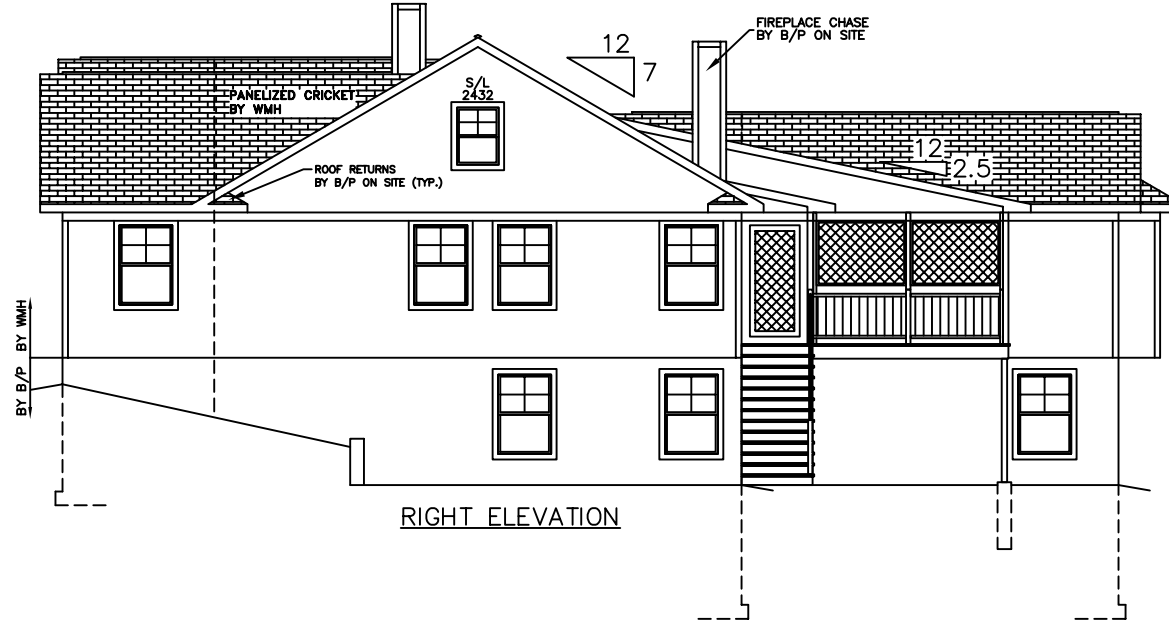 FIREPLACE CHASE
BY B/P ON SITE
12
7
S/L
2432
PANELIZED CRICKET
BY WMH
ROOF RETURNS
BY B/P ON SITE (TYP.)
12
2.5
BY WMH
BY B/P
RIGHT ELEVATION